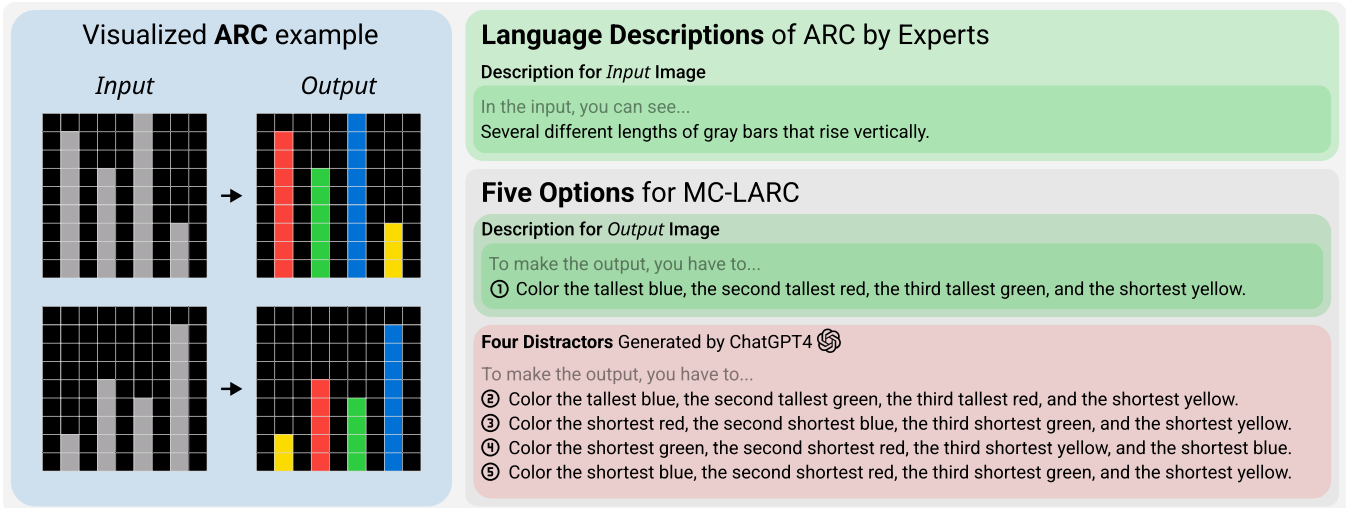 Visualized ARC example
Input
Output
Language Descriptions of ARC by Experts
Description for Input Image
In the input, you can see...
Several different lengths of gray bars that rise vertically.
Five Options for MC-LARC
Description for Output Image
To make the output, you have to...
① Color the tallest blue, the second tallest red, the third tallest green, and the shortest yellow.
Four Distractors Generated by ChatGPT4
To make the output, you have to...
② Color the tallest blue, the second tallest green, the third tallest red, and the shortest yellow.
③ Color the shortest red, the second shortest blue, the third shortest green, and the shortest yellow.
④ Color the shortest green, the second shortest red, the third shortest yellow, and the shortest blue.
⑤ Color the shortest blue, the second shortest red, the third shortest green, and the shortest yellow.